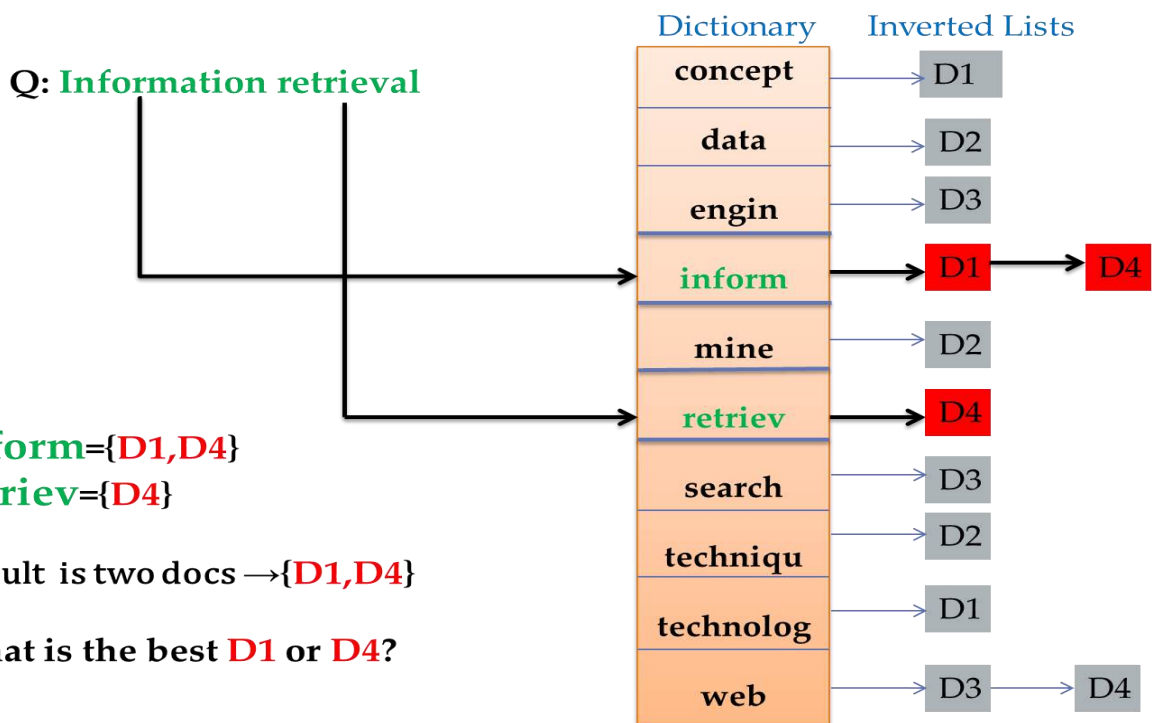 Dictionary Inverted Lists
Q: Information retrieval
concept D1
data D2
engin D3
inform D1 D4
mine D2
retriev D4
form={D1,D4}
riev={D4}
search D3
techniqu D2
ult is two docs →{D1,D4}
technolog D1
at is the best D1 or D4?
web D3 D4